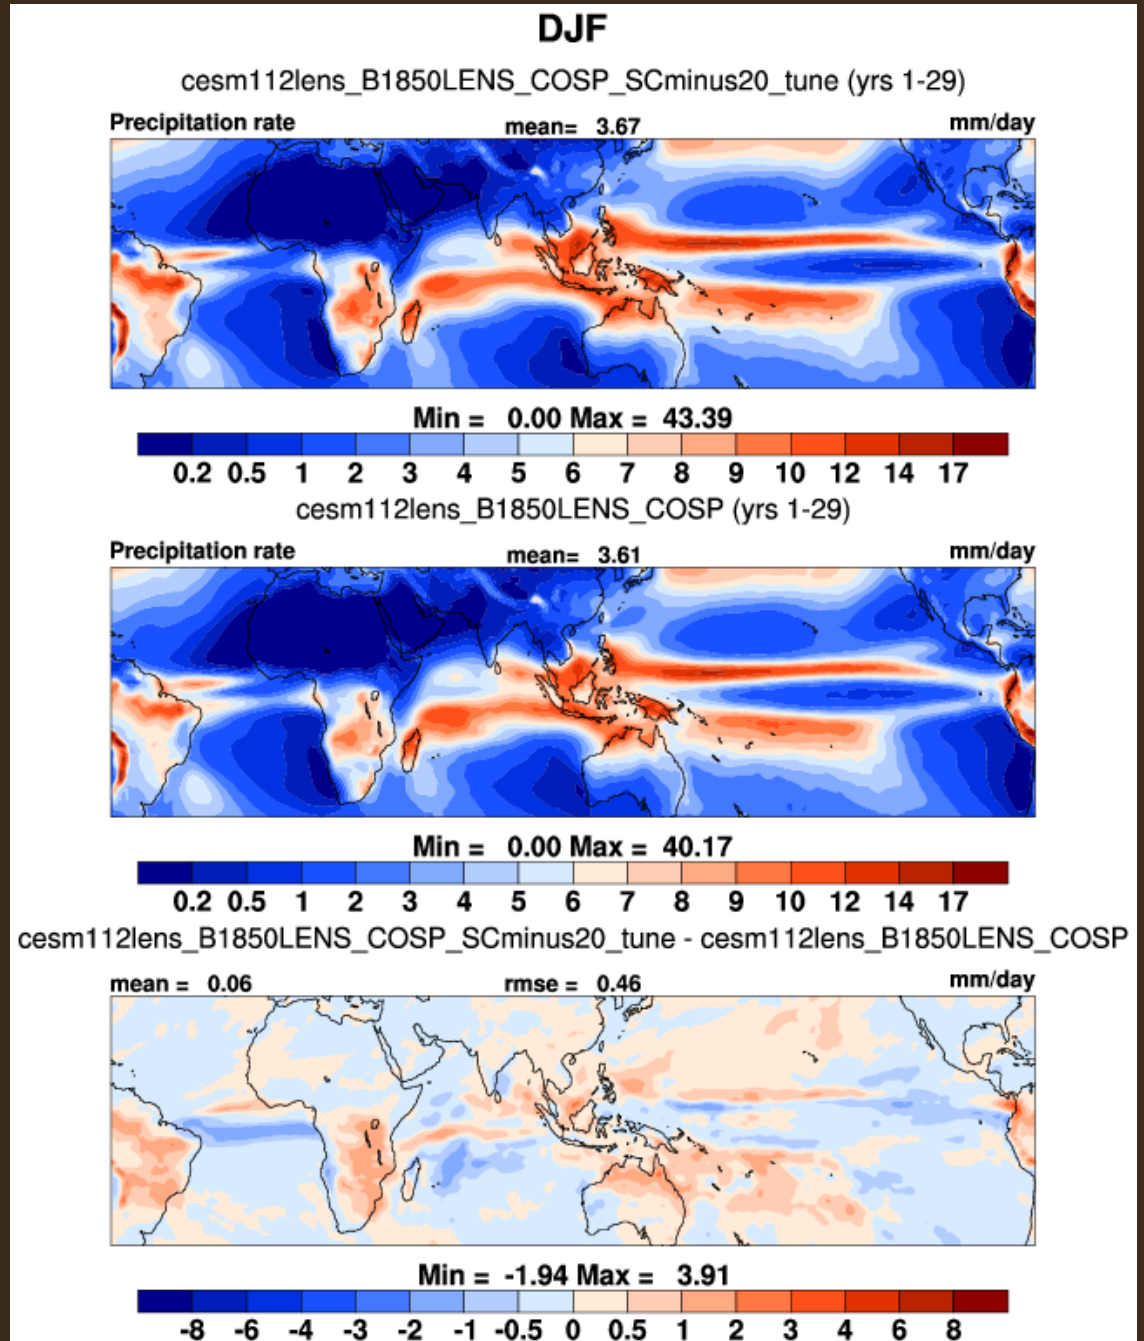 DJF
cesm112lens_B1850LENS_COSP_SCminus20_tune (yrs 1-29)
Precipitation rate mean= 3.67 mm/day
Min = 0.00 Max = 43.39
0.2 0.5 1 2 3 4 5 6 7 8 9 10 12 14 17
cesm112lens_B1850LENS_COSP (yrs 1-29)
Precipitation rate mean= 3.61 mm/day
Min = 0.00 Max = 40.17
0.2 0.5 1 2 3 4 5 6 7 8 9 10 12 14 17
cesm112lens_B1850LENS_COSP_SCminus20_tune - cesm112lens_B1850LENS_COSP
mean = 0.06 rmse = 0.46 mm/day
Min = -1.94 Max = 3.91
-8 -6 -4 -3 -2 -1 -0.5 0 0.5 1 2 3 4 6 8